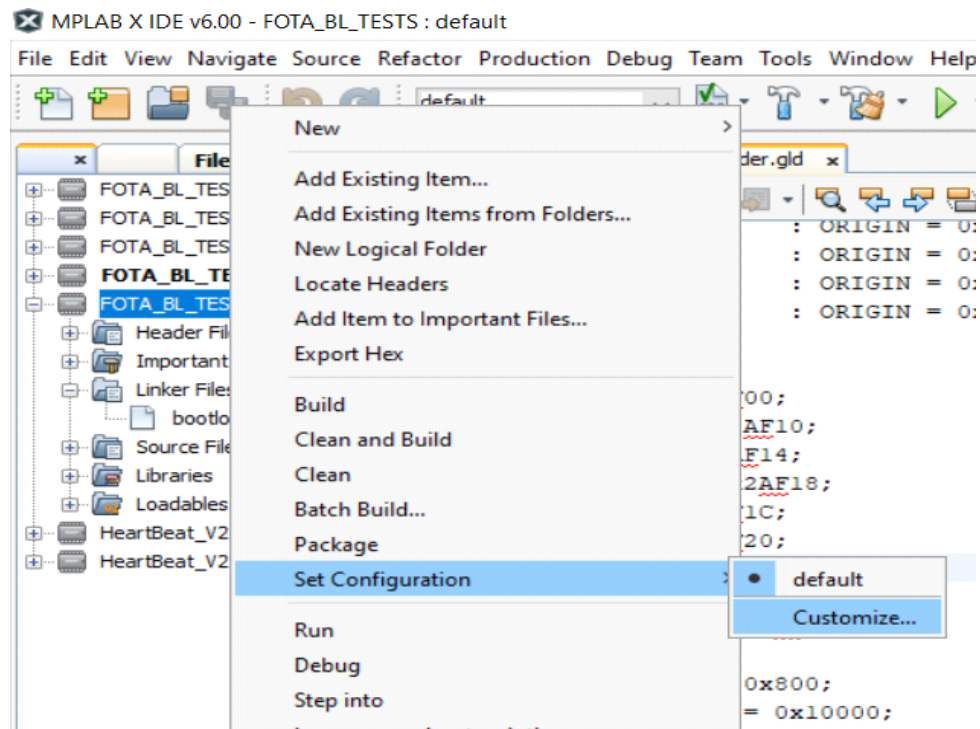 MPLAB X IDE v6.00 - FOTA_BL_TESTS : default
File Edit View Navigate Source Refactor Production Debug Team Tools Window Help
default
File
der.gld
FOTA_BL_TES
FOTA_BL_TES
FOTA_BL_TES
FOTA_BL_TE
FOTA_BL_TES
Header Fil
Important
Linker Files
bootlo
Source File
Libraries
Loadables
HeartBeat_V2
HeartBeat_V2
New
Add Existing Item...
Add Existing Items from Folders...
New Logical Folder
Locate Headers
Add Item to Important Files...
Export Hex
Build
Clean and Build
Clean
Batch Build...
Package
Set Configuration
Run
Debug
Step into
default
Customize...
: ORIGIN = 0
: ORIGIN = 0
: ORIGIN = 0
: ORIGIN = 0
F00;
AF10;
F14;
2AF18;
F1C;
F20;
0x800;
= 0x10000;